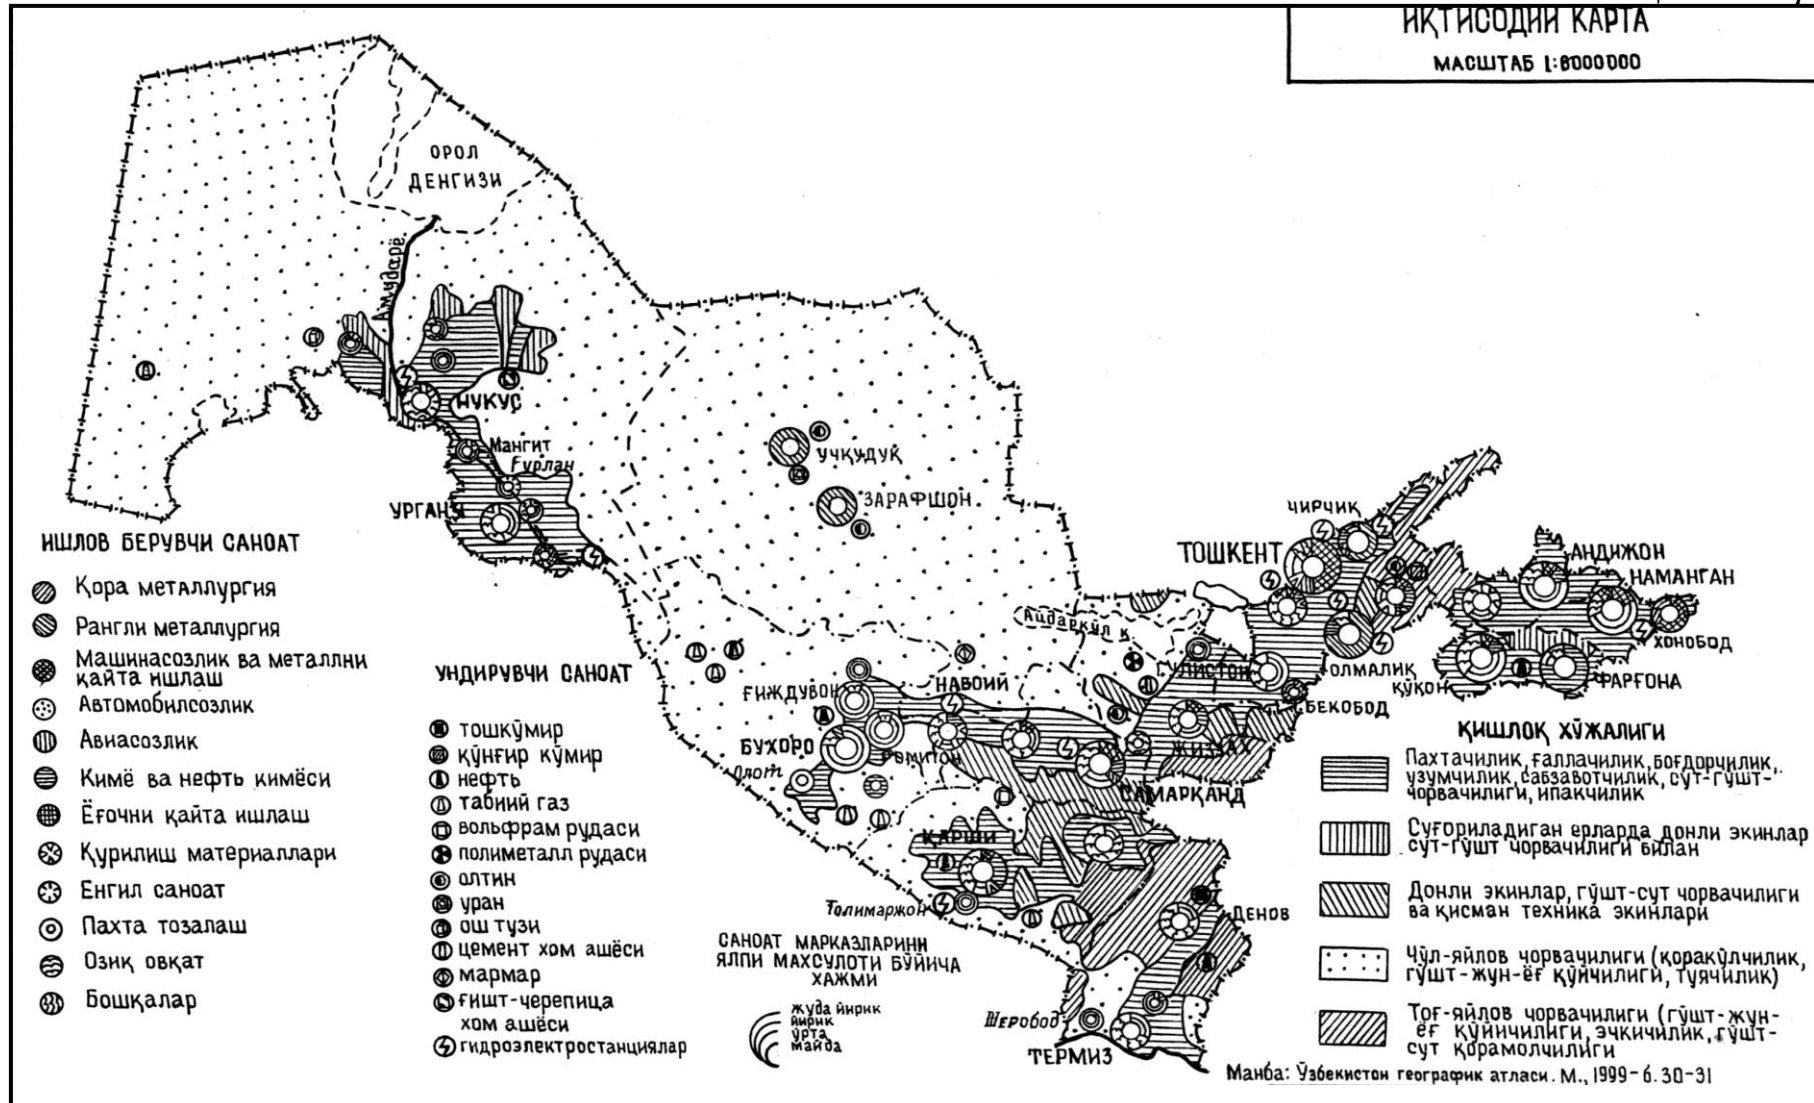 ИҚТИСОДИЙ КАРТА
МАСШТАБ 1:8000000
ОРОЛ
ДЕНГИЗИ
Амударё
НУКУС
Мангит
Гурлан
УРГАНЧ
УЧҚУДУҚ
ЗАРАФШОН
ЧИРЧИҚ
ТОШКЕНТ
АНДИЖОН
НАМАНГАН
ХОНОБОД
ОЛМАЛИҚ
ҚЎҚОН
ФАРҒОНА
БЕКОБОД
Айдаркўл к
ЛИСТОН
ЖИЗЗАХ
НАВОИЙ
ҒИЖДУВОН
БУХОРО
РОМИТОН
Олот
САМАРҚАНД
ҚАРШИ
Толимаржон
ДЕНОВ
Шеробод
ТЕРМИЗ
ИШЛОВ БЕРУВЧИ САНОАТ
Қора металлургия
Рангли металлургия
Машинасозлик ва металлни
қайта ишлаш
Автомобилсозлик
Авиасозлик
Кимё ва нефть кимёси
Ёғочни қайта ишлаш
Қурилиш материаллари
Енгил саноат
Пахта тозалаш
Озиқ овқат
Бошқалар
УНДИРУВЧИ САНОАТ
тошкўмир
қўнғир кўмир
нефть
табиий газ
вольфрам рудаси
полиметалл рудаси
олтин
уран
ош тузи
цемент хом ашёси
мармар
ғишт-черепица
хом ашёси
гидроэлектростанциялар
САНОАТ МАРКАЗЛАРИНИ
ЯЛПИ МАХСУЛОТИ БЎЙИЧА
ХАЖМИ
жуда йирик
йирик
ўрта
майда
ҚИШЛОҚ ХЎЖАЛИГИ
Пахтачилик, ғаллачилик, боғдорчилик,
узумчилик, сабзавотчилик, сут-гўшт-
чорвачилиги, ипакчилик
Суғориладиган ерларда донли экинлар
сут-гўшт чорвачилиги билан
Донли экинлар, гўшт-сут чорвачилиги
ва қисман техника экинлари
Чўл-яйлов чорвачилиги (қоракўлчилик,
гўшт-жун-ёғ қўйчилиги, туячилик)
Тоғ-яйлов чорвачилиги (гўшт-жун-
ёғ қўйичилиги, эчкичилик, гўшт-
сут қорамолчилиги
Манба: Ўзбекистон географик атласи. М., 1999-б. 30-31